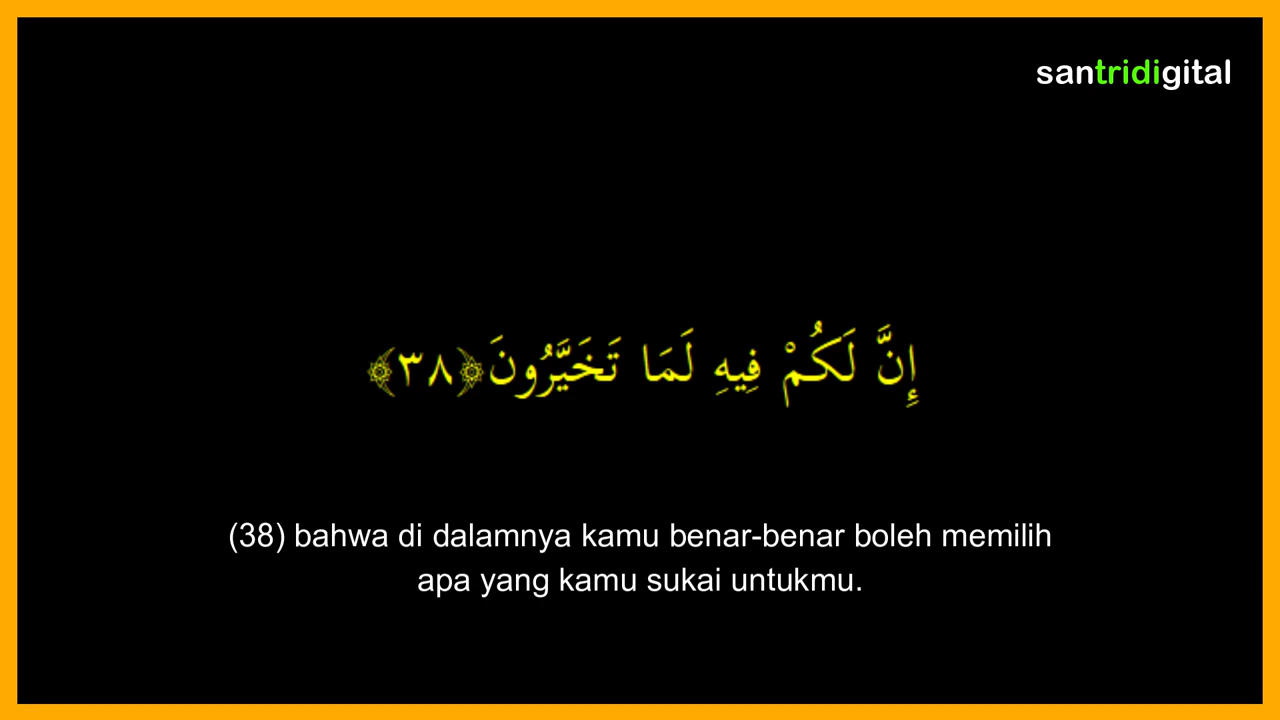 santridigital
إِنَّ لَكُمْ فِيهِ لَمَا تَخَيَّرُونَ﴿٣٨﴾
(38) bahwa di dalamnya kamu benar-benar boleh memilih
apa yang kamu sukai untukmu.